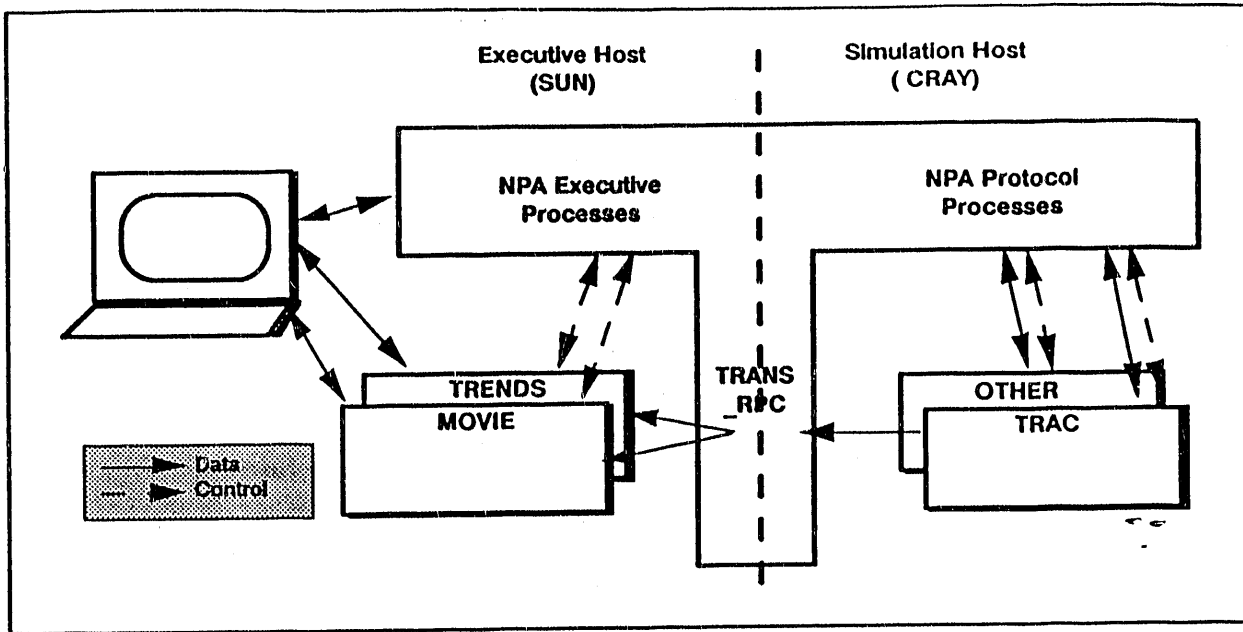 Executive Host
(SUN)
Simulation Host
( CRAY)
NPA Executive
Processes
NPA Protocol
Processes
TRENDS
MOVIE
TRANS
_RPC
OTHER
TRAC
Data
Control